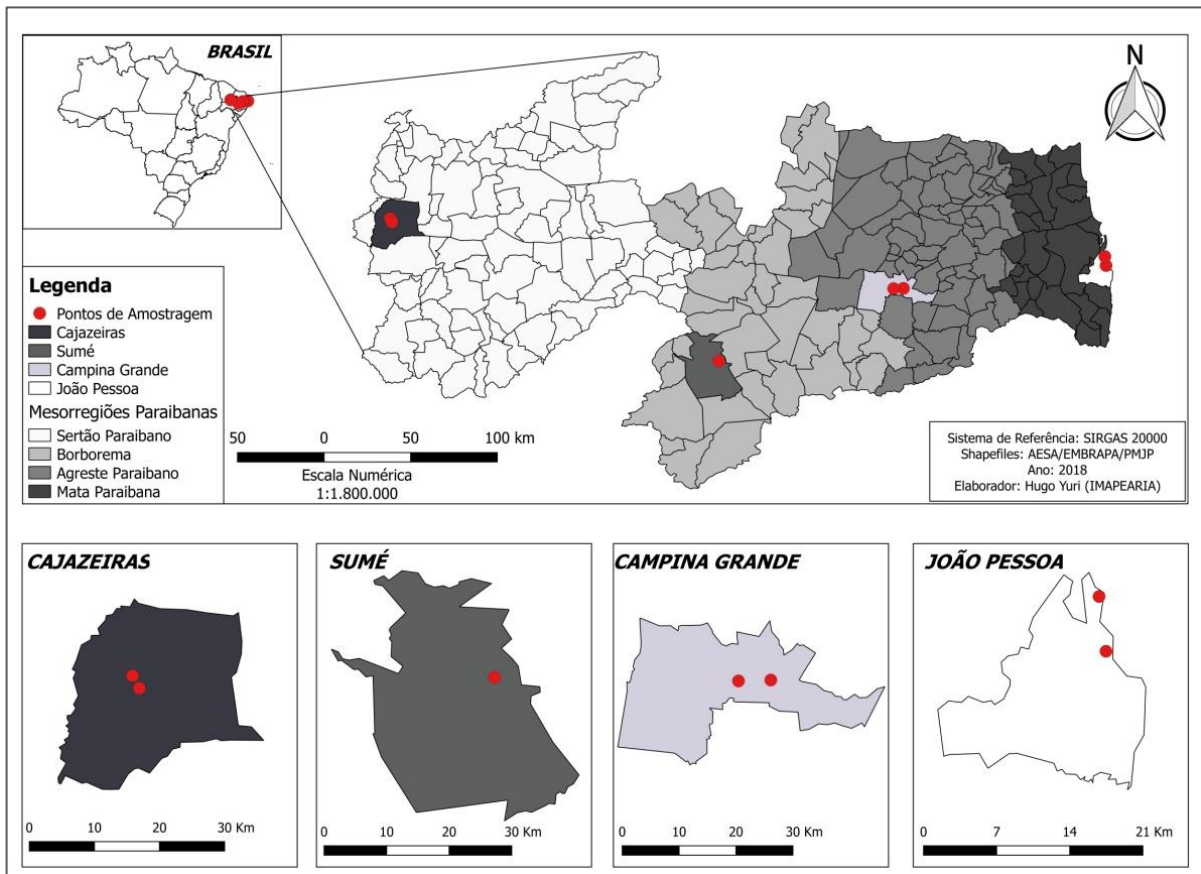 BRASIL
N
Legenda
Pontos de Amostragem
Cajazeiras
Sumé
Campina Grande
João Pessoa
Mesorregiões Paraibanas
Sertão Paraibano
Borborema
Agreste Paraibano
Mata Paraibana
50 0 50 100 km
Escala Numérica
1:1.800.000
Sistema de Referência: SIRGAS 20000
Shapefiles: AESA/EMBRAPA/PMJP
Ano: 2018
Elaborador: Hugo Yuri (IMAPEARIA)
CAJAZEIRAS
0 10 20 30 Km
SUMÉ
0 10 20 30 Km
CAMPINA GRANDE
0 10 20 30 Km
JOÃO PESSOA
0 7 14 21 Km